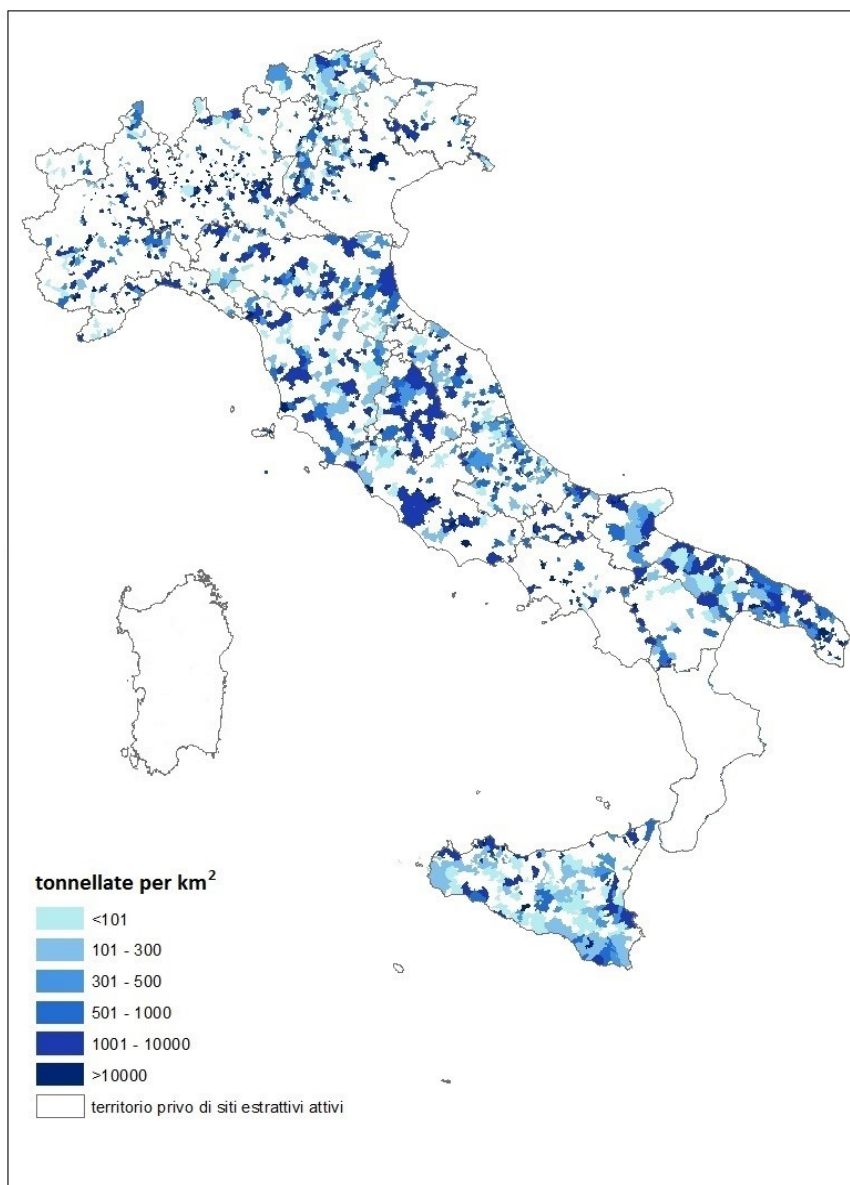 tonnellate per km²
<101
101 - 300
301 - 500
501 - 1000
1001 - 10000
>10000
territorio privo di siti estrattivi attivi